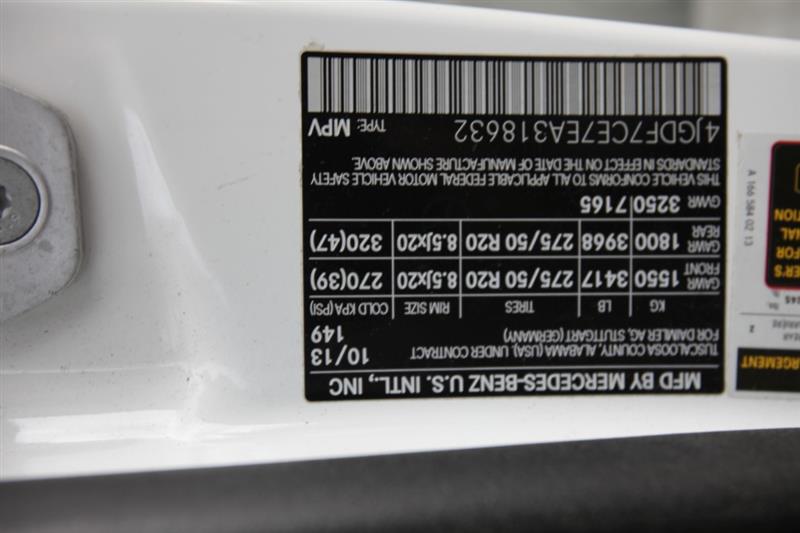 MFD BY MERCEDES-BENZ U.S. INTL., INC
TUSCALOOSA COUNTY, ALABAMA (USA), UNDER CONTRACT
FOR DAIMLER AG, STUTTGART (GERMANY)
10/13
149
KG LB TIRES RIM SIZE COLD KPA (PSI)
GAWR FRONT 1550 3417 275/50 R20 8.5Jx20 270(39)
GAWR REAR 1800 3968 275/50 R20 8.5Jx20 320(47)
GWR 3250 7165
THIS VEHICLE CONFORMS TO ALL APPLICABLE FEDERAL MOTOR VEHICLE SAFETY
STANDARDS IN EFFECT ON THE DATE OF MANUFACTURE SHOWN ABOVE.
4JGDF7CE7EA318632 TYPE: MPV
A 166 584 02 13